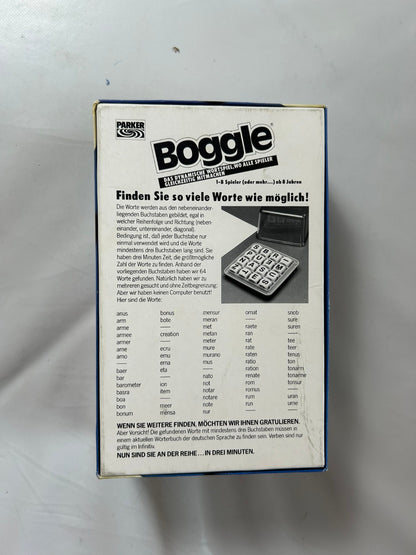 PARKER
Boggle
DAS DYNAMISCHE WORTSPIEL, WO ALLE SPIELER
GLEICHZEITIG MITMACHEN
1-8 Spieler (oder mehr...) ab 8 Jahren
Finden Sie so viele Worte wie möglich!
Die Worte werden aus den nebeneinander
liegenden Buchstaben gebildet, egal in
welcher Reihenfolge und Richtung (neben-
einander, untereinander, diagonal).
Bedingung ist, daß jeder Buchstabe nur
einmal verwendet wird und die Worte
mindestens drei Buchstaben lang sind. Sie
haben drei Minuten Zeit, die größtmögliche
Zahl der Worte zu finden. Anhand der
vorliegenden Buchstaben haben wir 64
Worte gefunden. Natürlich haben wir zu
mehreren gesucht und ohne Zeitbegrenzung.
Aber wir haben keinen Computer benutzt!
Hier sind die Worte:
anus bonus mensur ornat snob
arm bote meran — sure
arme — met raete suren
armee creation metan ran —
armer — meter rat tee
arne ecru mure rate teer
arno emu murano raten tenus
— erna mus ratio ton
baer eta — ration tonarm
bar — nato renate tonarme
barometer ion not rom tonsur
basra item notar romus —
boa — notare rum uran
bon meer note run urne
bonum mensa nur — —
WENN SIE WEITERE FINDEN, MÖCHTEN WIR IHNEN GRATULIEREN.
Aber Vorsicht! Die gefundenen Worte mit mindestens drei Buchstaben müssen in
einem aktuellen Wörterbuch der deutschen Sprache zu finden sein. Verben sind nur
gültig im Infinitiv.
NUN SIND SIE AN DER REIHE ... IN DREI MINUTEN.